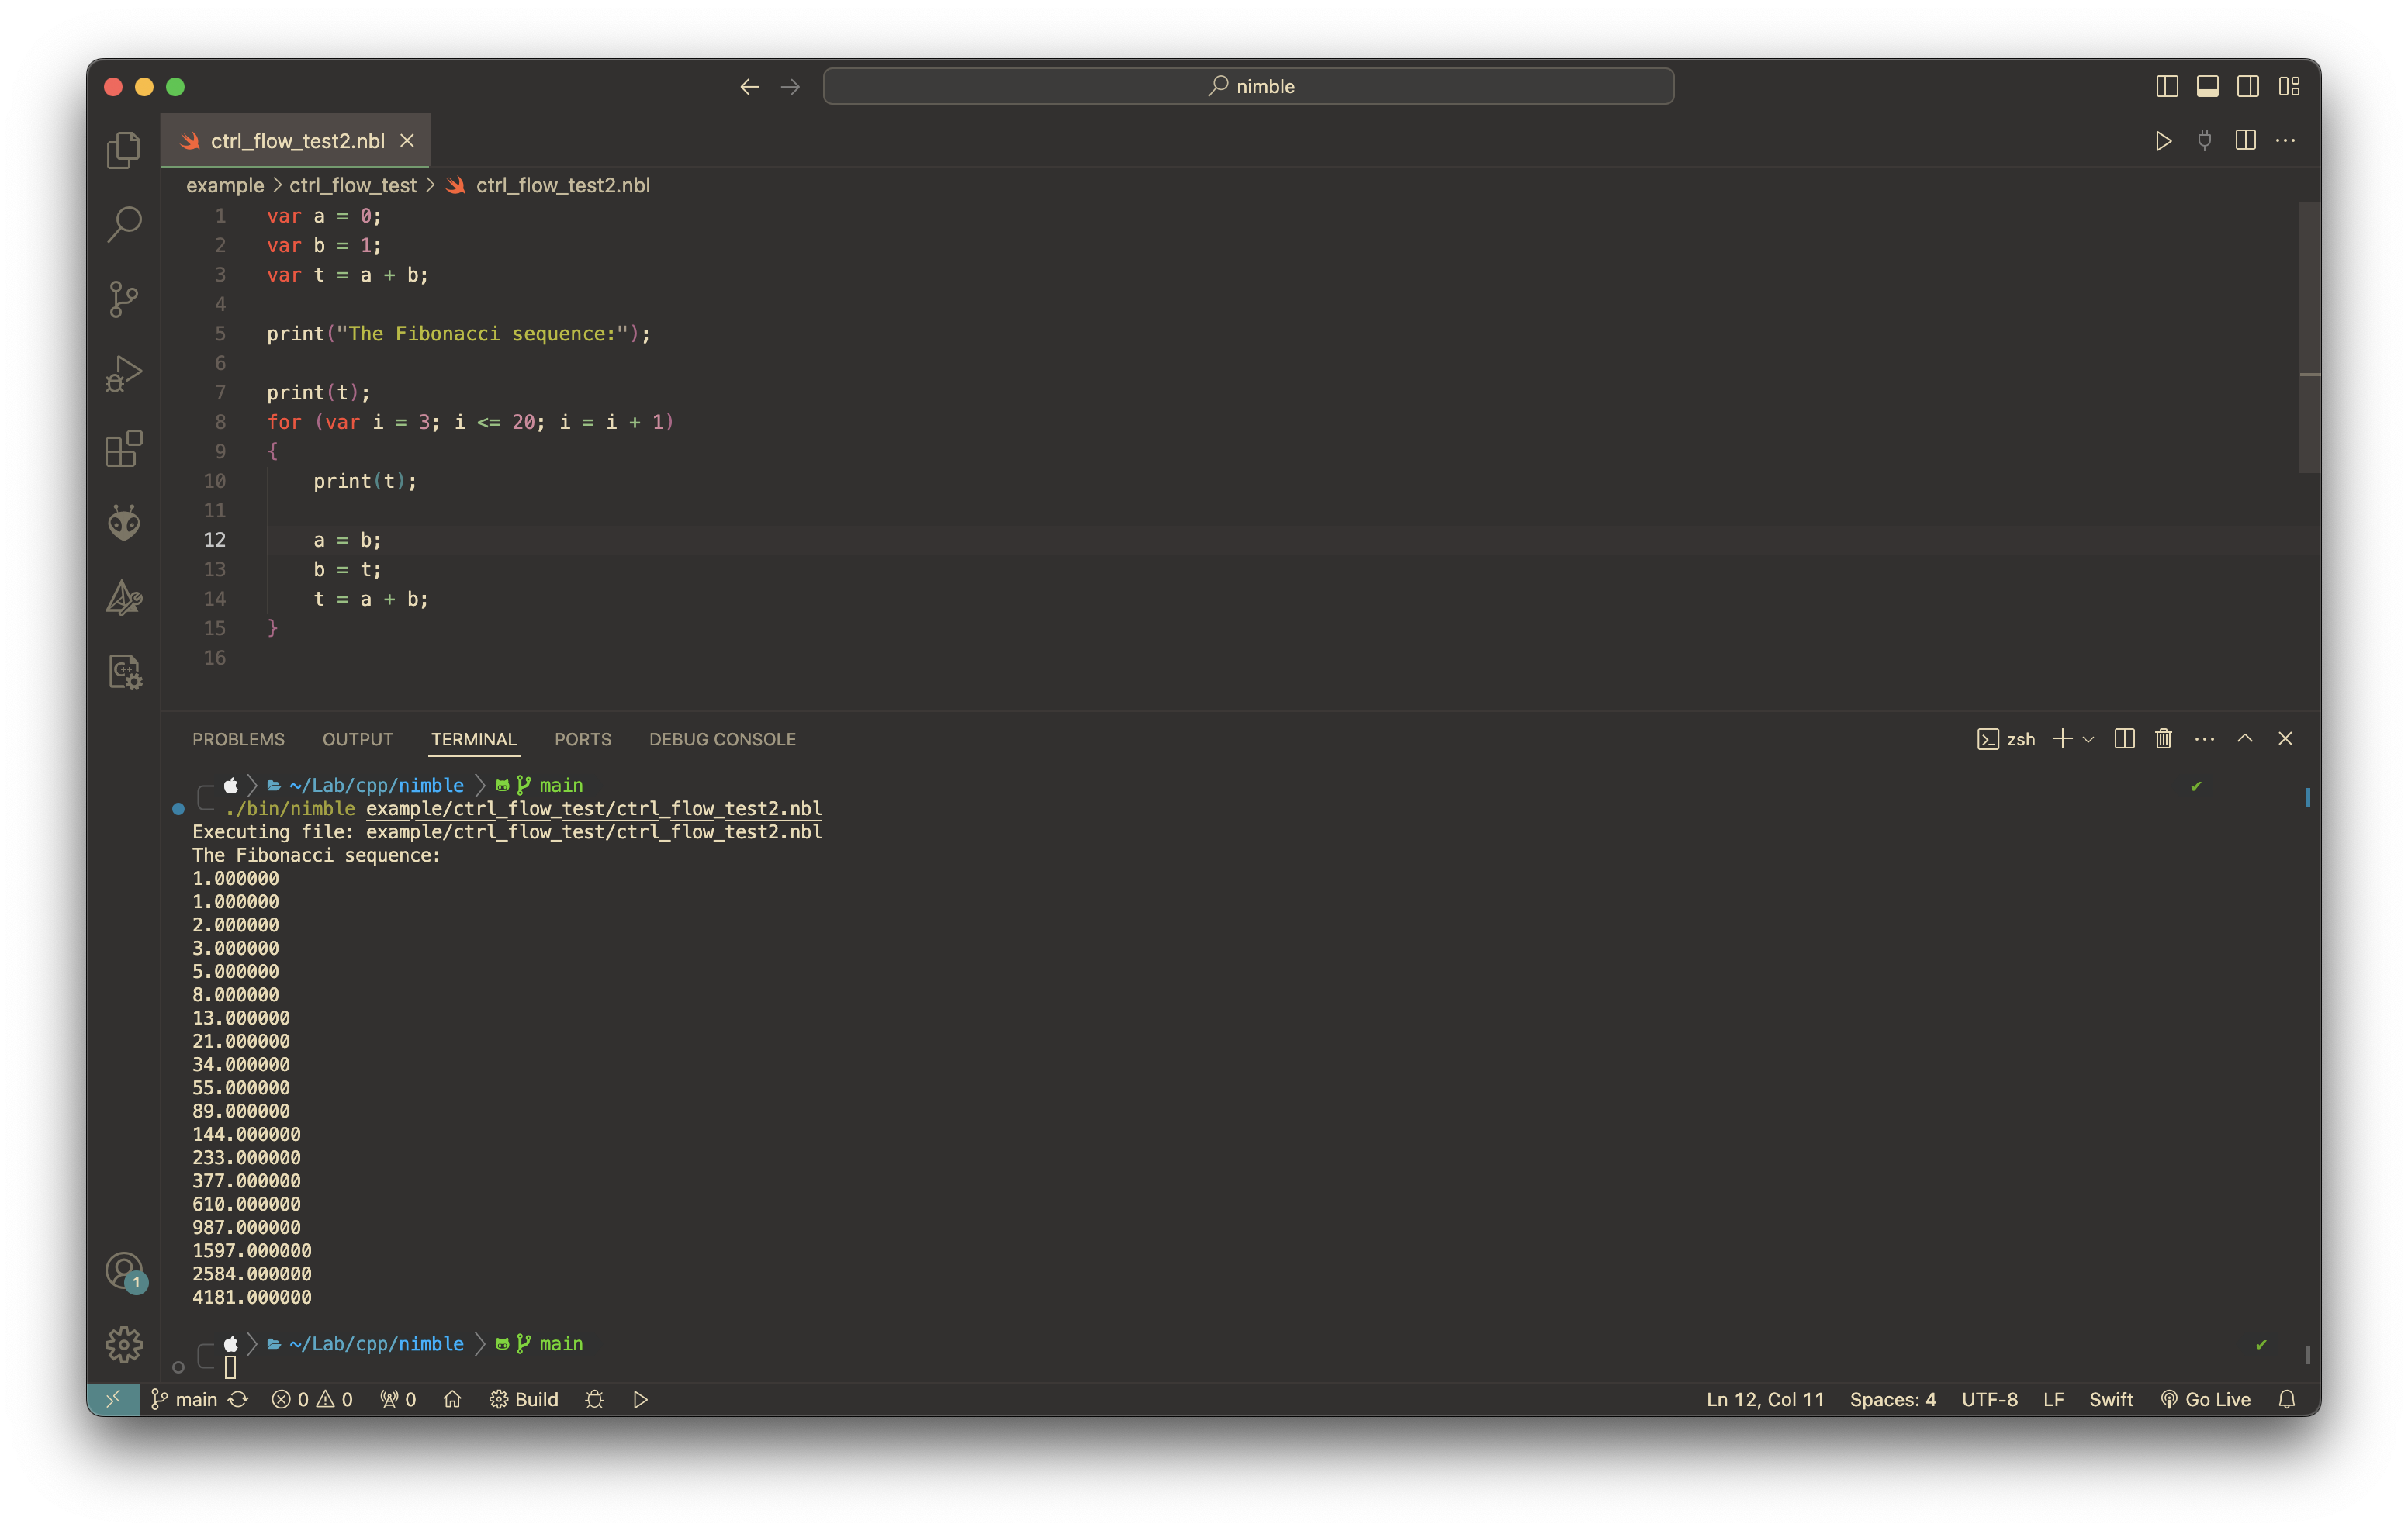 nimble
ctrl_flow_test2.nbl
example > ctrl_flow_test > ctrl_flow_test2.nbl
1 var a = 0;
2 var b = 1;
3 var t = a + b;
4
5 print("The Fibonacci sequence:");
6
7 print(t);
8 for (var i = 3; i <= 20; i = i + 1)
9 {
10     print(t);
11
12     a = b;
13     b = t;
14     t = a + b;
15 }
16
PROBLEMS OUTPUT TERMINAL PORTS DEBUG CONSOLE zsh
~/Lab/cpp/nimble main ✔
./bin/nimble example/ctrl_flow_test/ctrl_flow_test2.nbl
Executing file: example/ctrl_flow_test/ctrl_flow_test2.nbl
The Fibonacci sequence:
1.000000
1.000000
2.000000
3.000000
5.000000
8.000000
13.000000
21.000000
34.000000
55.000000
89.000000
144.000000
233.000000
377.000000
610.000000
987.000000
1597.000000
2584.000000
4181.000000
1
~/Lab/cpp/nimble main ✔
main 0 0 0 Build Ln 12, Col 11 Spaces: 4 UTF-8 LF Swift Go Live